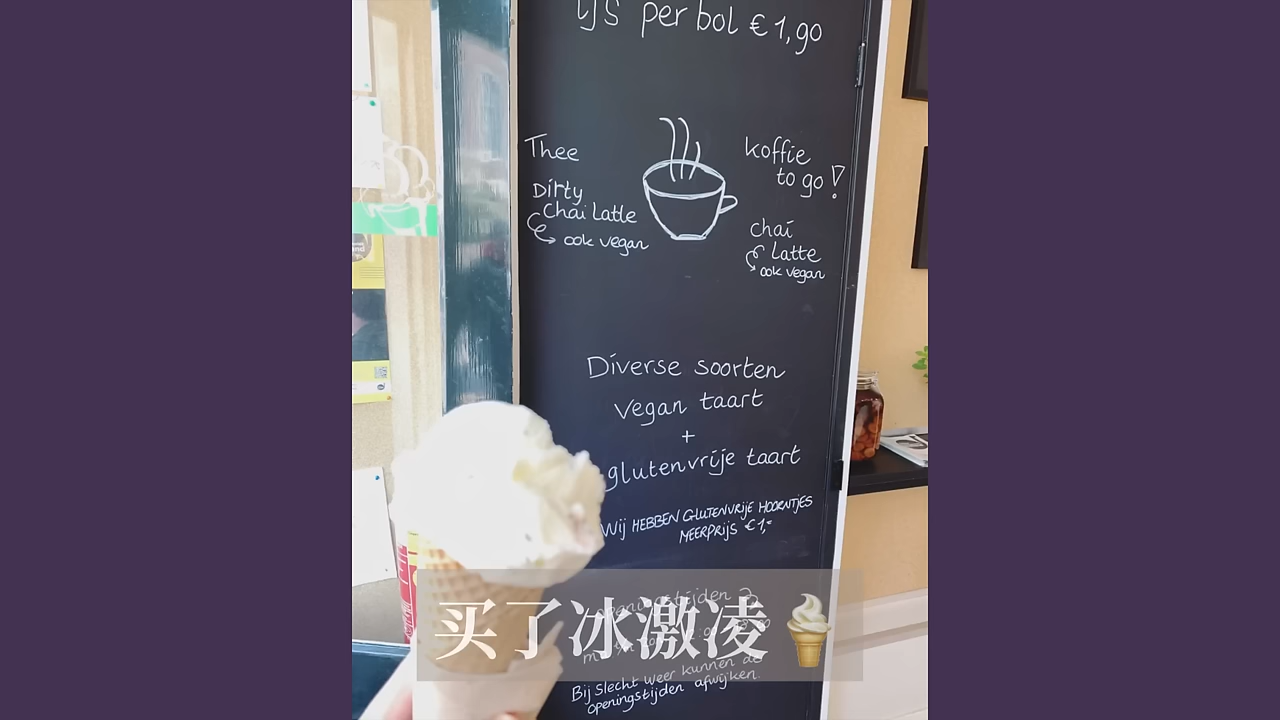 ijs per bol € 1,90
Thee
Dirty
Chai Latte
ook vegan
koffie
to go!
chai
Latte
ook vegan
Diverse soorten
vegan taart
+
glutenvrije taart
Wij HEBBEN GLUTENVRIJE HOORNTJES
MEERPRIJS €1,=
openingstijden
买了冰激凌🍦
Bij slecht weer kunnen de
openingstijden afwijken.